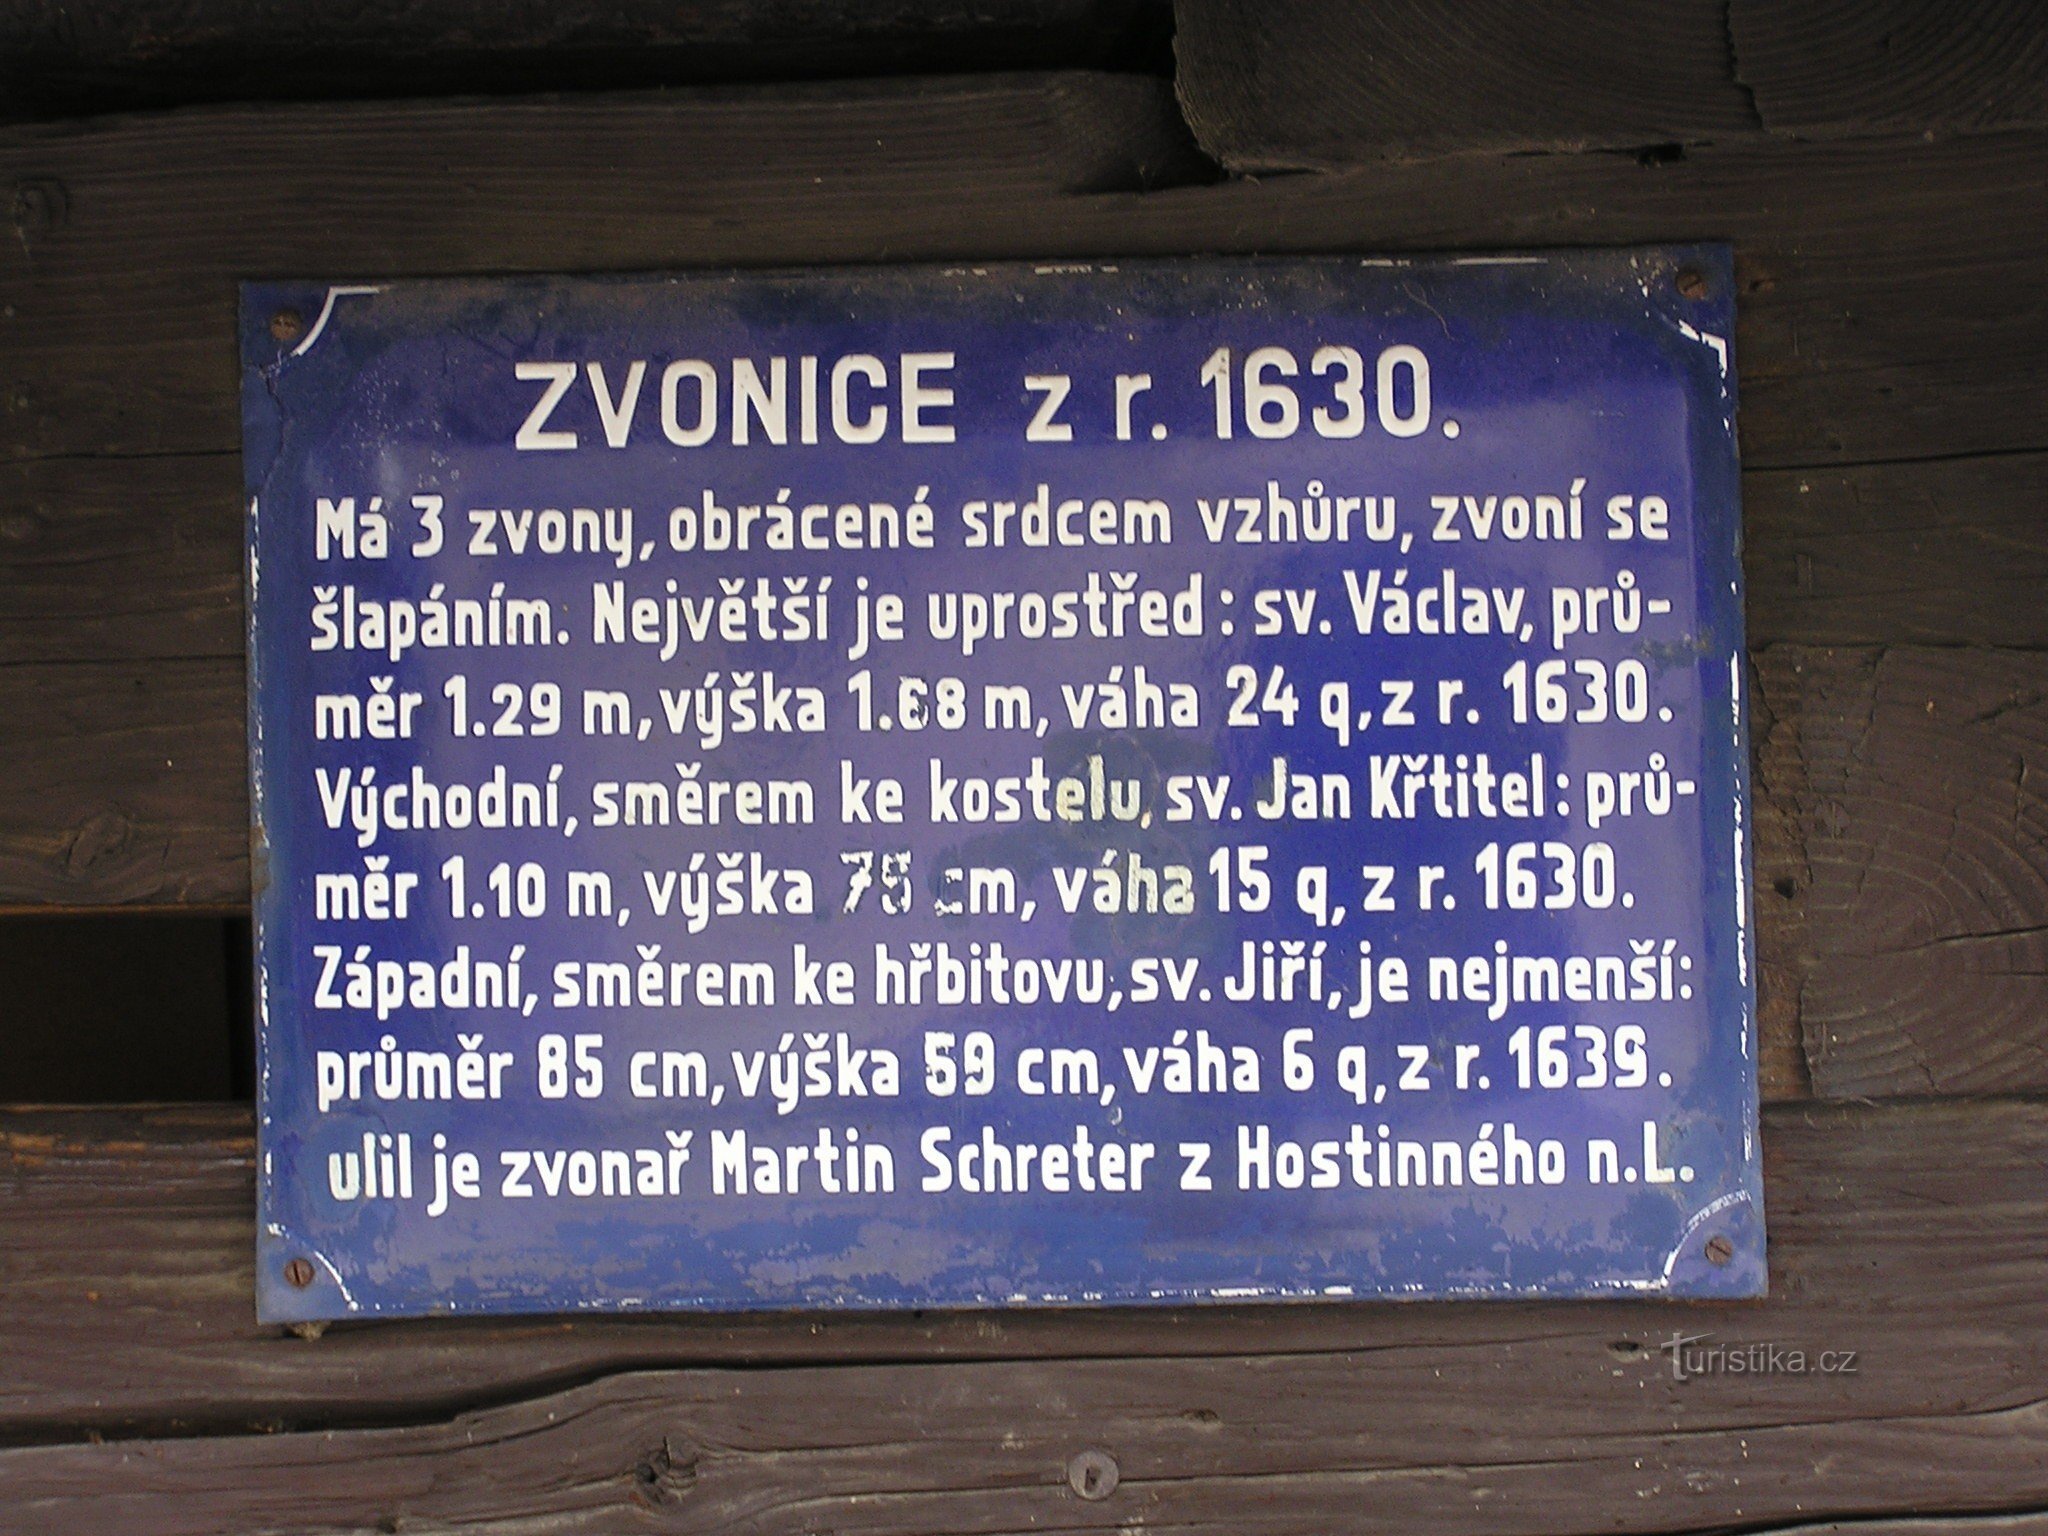 ZVONICE z r. 1630.
Má 3 zvony, obrácené srdcem vzhůru, zvoní se
šlapáním. Největší je uprostřed: sv. Václav, prů-
měr 1.29 m, výška 1.68 m, váha 24 q, z r. 1630.
Východní, směrem ke kostelu, sv. Jan Křtitel: prů-
měr 1.10 m, výška 75 cm, váha 15 q, z r. 1630.
Západní, směrem ke hřbitovu, sv. Jiří, je nejmenší:
průměr 85 cm, výška 59 cm, váha 6 q, z r. 1639.
ulil je zvonař Martin Schreter z Hostinného n.L.
Turistika.cz